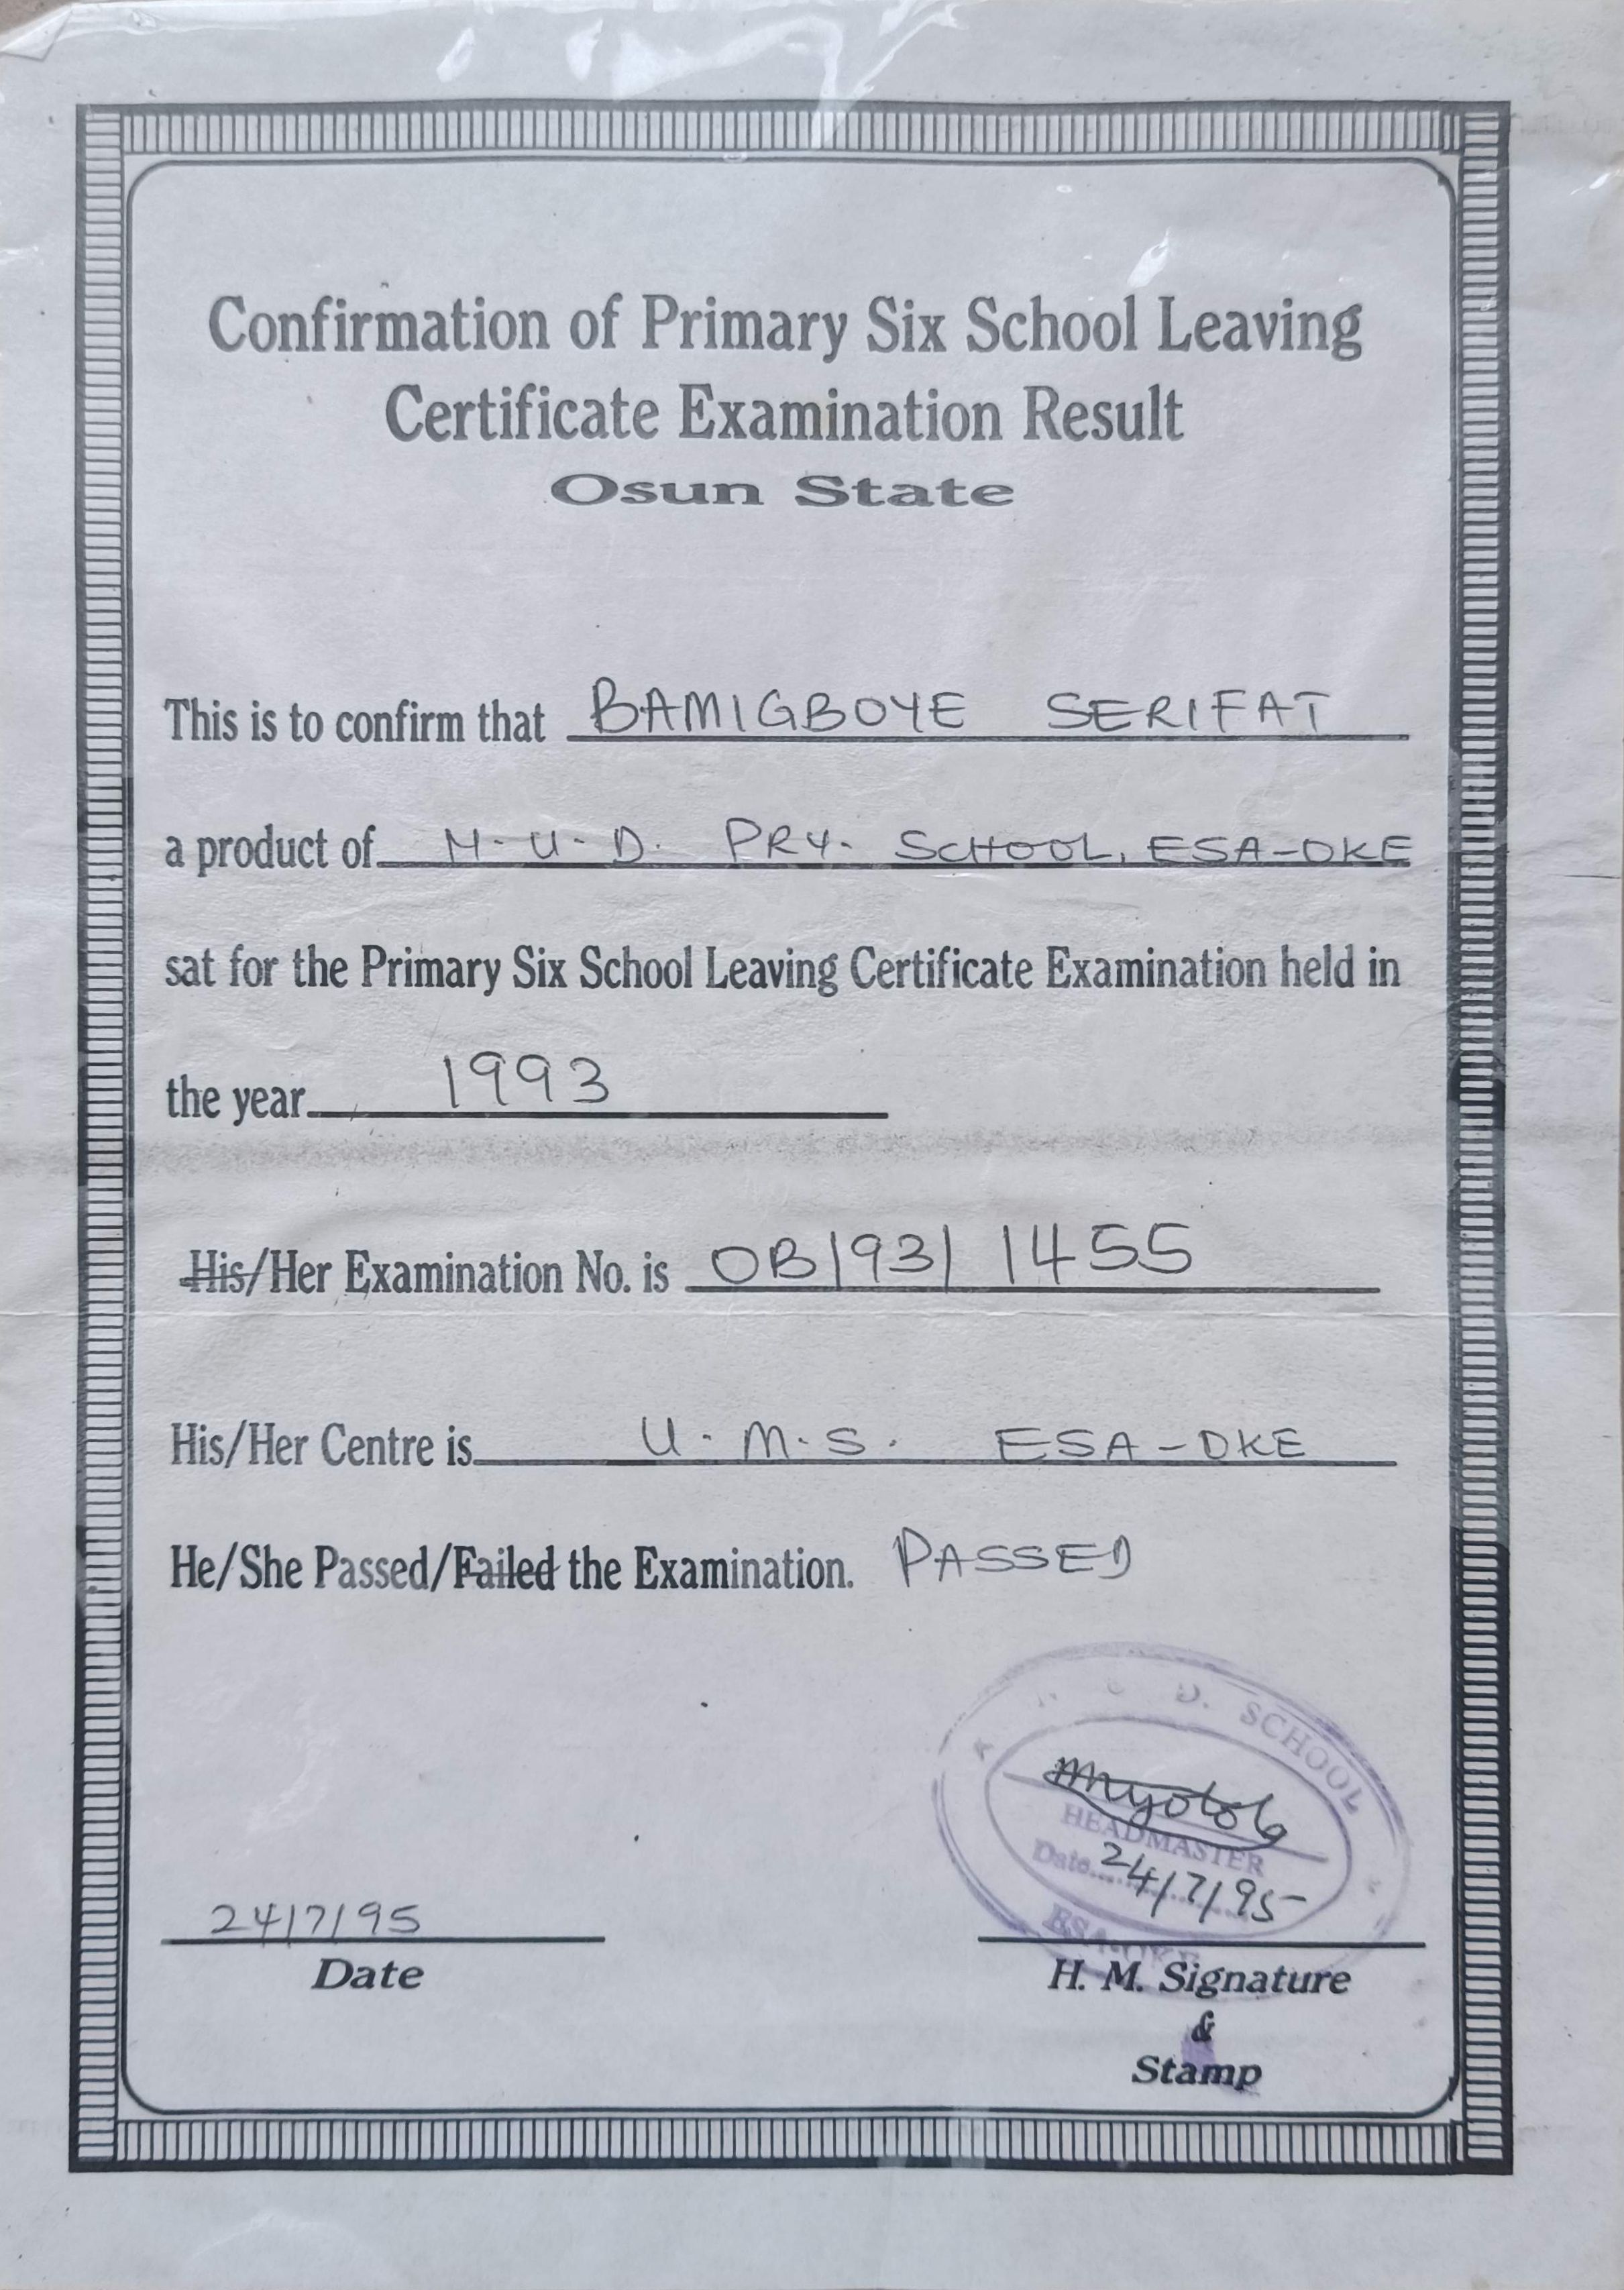 Confirmation of Primary Six School Leaving
Certificate Examination Result
Osun State
This is to confirm that BAMIGBOYE SERIFAT
a product of N.U.D. PRY. SCHOOL, ESA-OKE
sat for the Primary Six School Leaving Certificate Examination held in
the year 1993
His/Her Examination No. is OB/93/1455
His/Her Centre is U.M.S. ESA-OKE
He/She Passed/Failed the Examination. PASSED
U. D. SCHOOL
HEADMASTER
Date 24/7/95
ESA-OKE
24/7/95
Date
H. M. Signature
&
Stamp